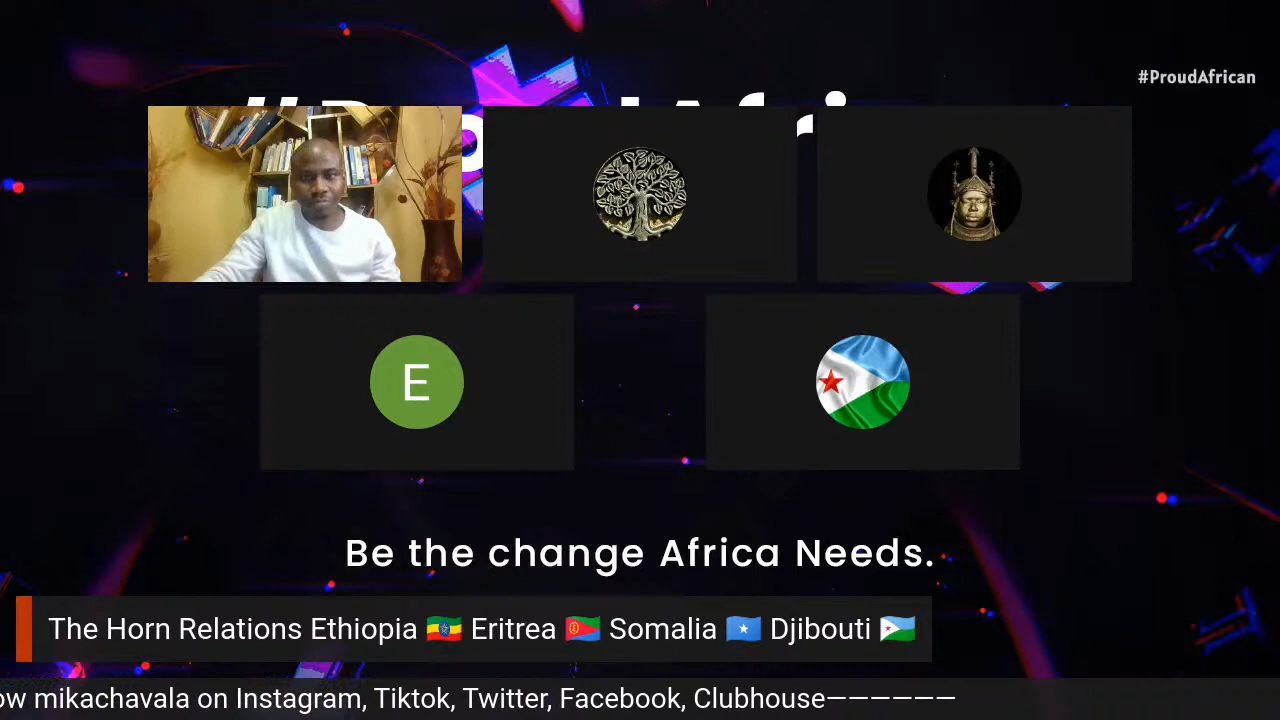 #ProudAfrican
E
Be the change Africa Needs.
The Horn Relations Ethiopia 🇪🇹 Eritrea 🇪🇷 Somalia 🇸🇴 Djibouti 🇩🇯
ow mikachavala on Instagram, Tiktok, Twitter, Facebook, Clubhouse——————